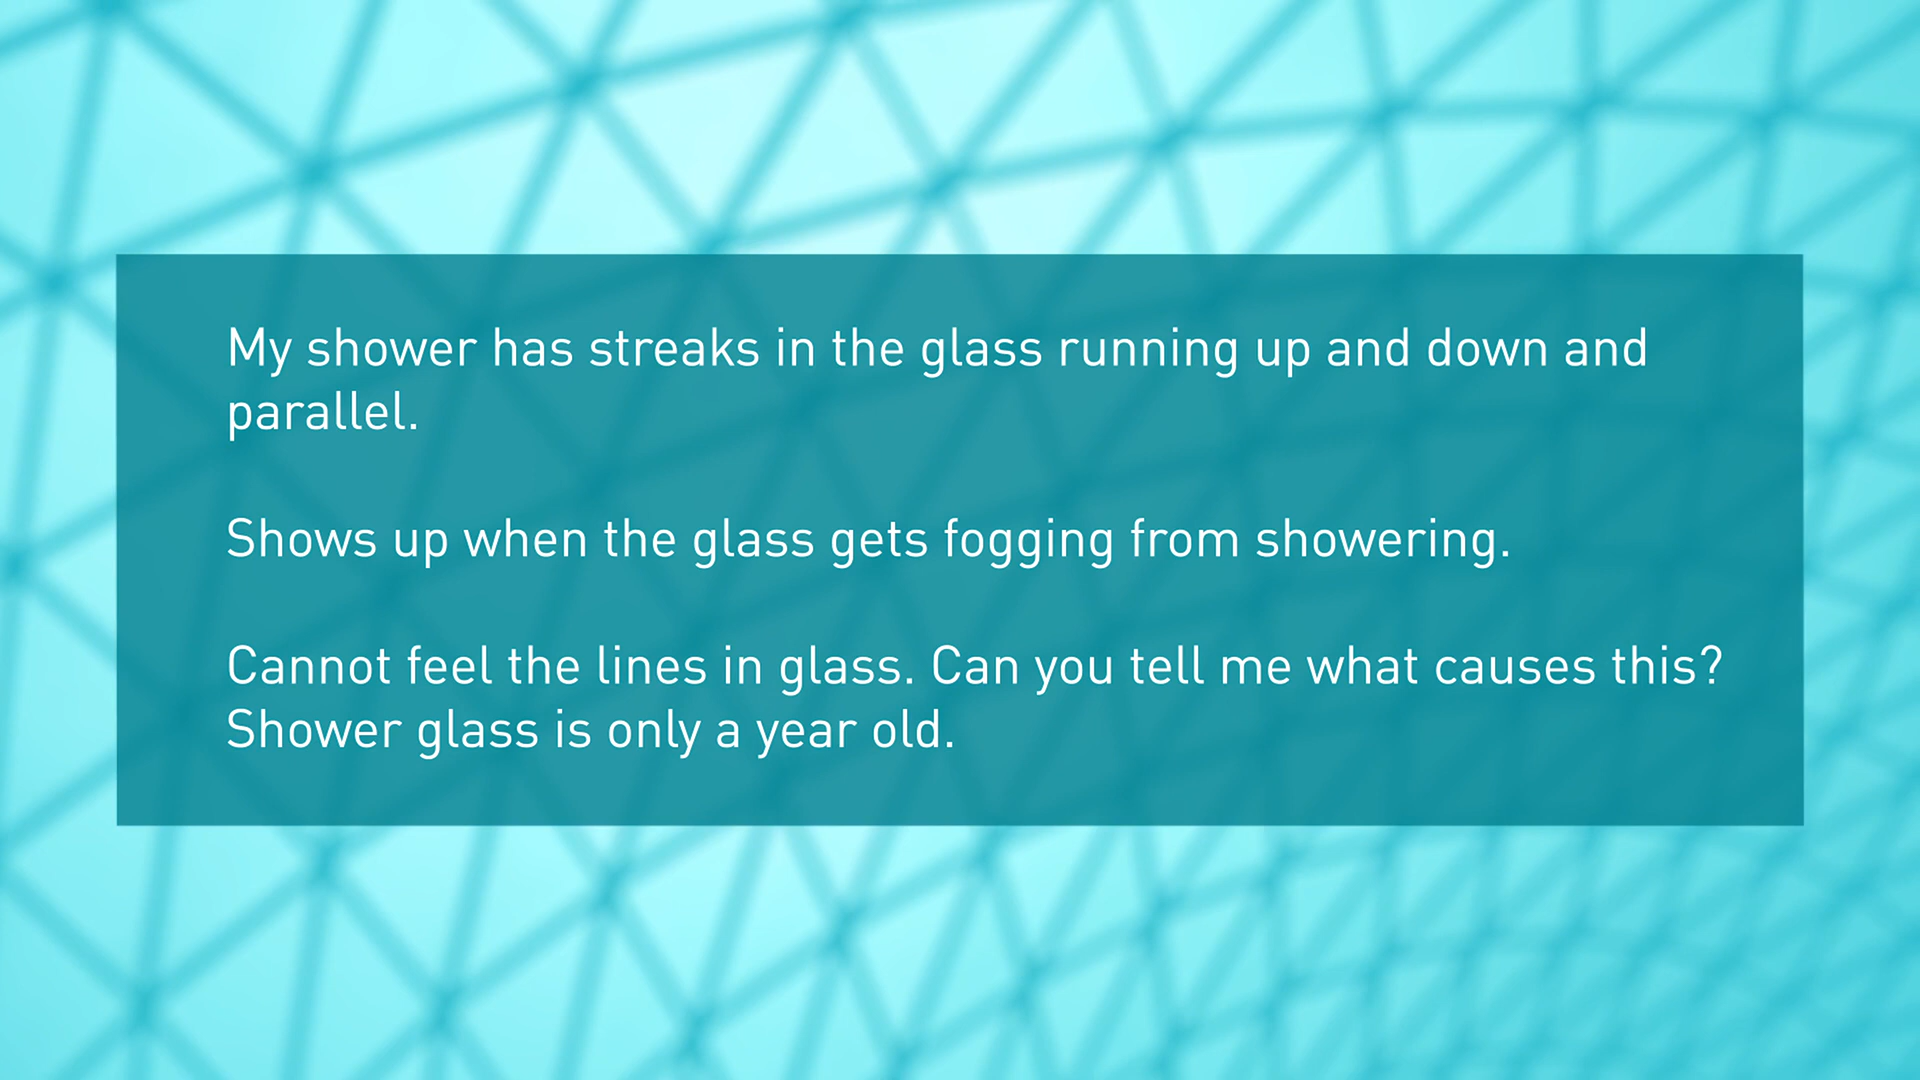 My shower has streaks in the glass running up and down and
parallel.
Shows up when the glass gets fogging from showering.
Cannot feel the lines in glass. Can you tell me what causes this?
Shower glass is only a year old.